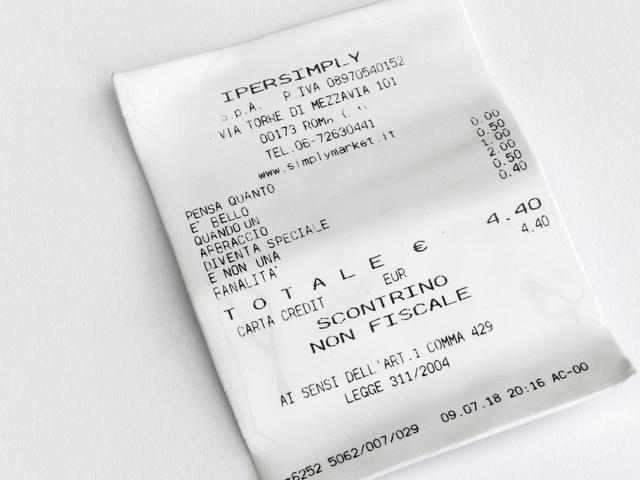 IPERSIMPLY
S.p.A. P.IVA 08970540152
VIA TORRE DI MEZZAVIA 101
00173 ROMA
TEL.06-72630441
www.simplymarket.it
PENSA QUANTO 0.00
E' BELLO 0.50
QUANDO UN 1.00
ABBRACCIO 2.00
DIVENTA SPECIALE 0.50
E NON UNA 0.40
BANALITA'
TOTALE € 4.40
CARTA CREDIT EUR 4.40
SCONTRINO
NON FISCALE
AI SENSI DELL'ART.1 COMMA 429
LEGGE 311/2004
-6252 5062/007/029 09.07.18 20:16 AC-00